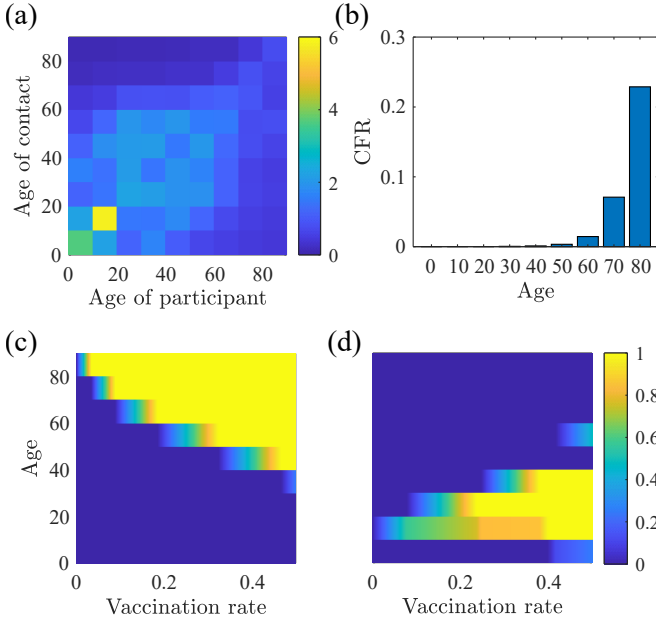 (a)
Age of contact
80
60
40
20
0
0 20 40 60 80
Age of participant
6
4
2
0
(b)
CFR
0.3
0.2
0.1
0
0 10 20 30 40 50 60 70 80
Age
(c)
Age
80
60
40
20
0
0 0.2 0.4
Vaccination rate
(d)
0 0.2 0.4
Vaccination rate
1
0.8
0.6
0.4
0.2
0